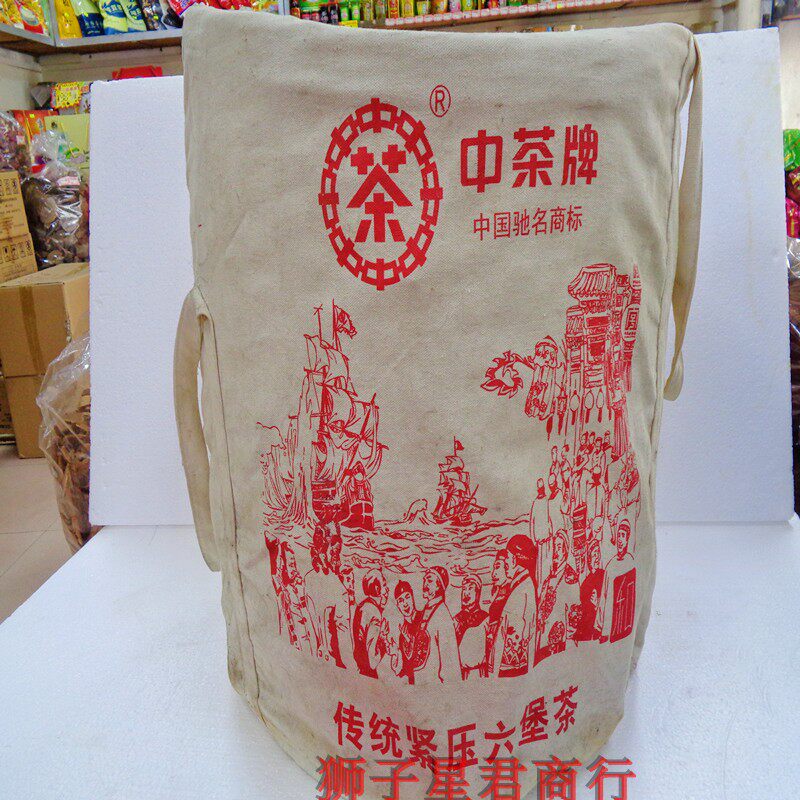 ®
茶
中茶牌
中国驰名商标
传统紧压六堡茶
狮子星君商行